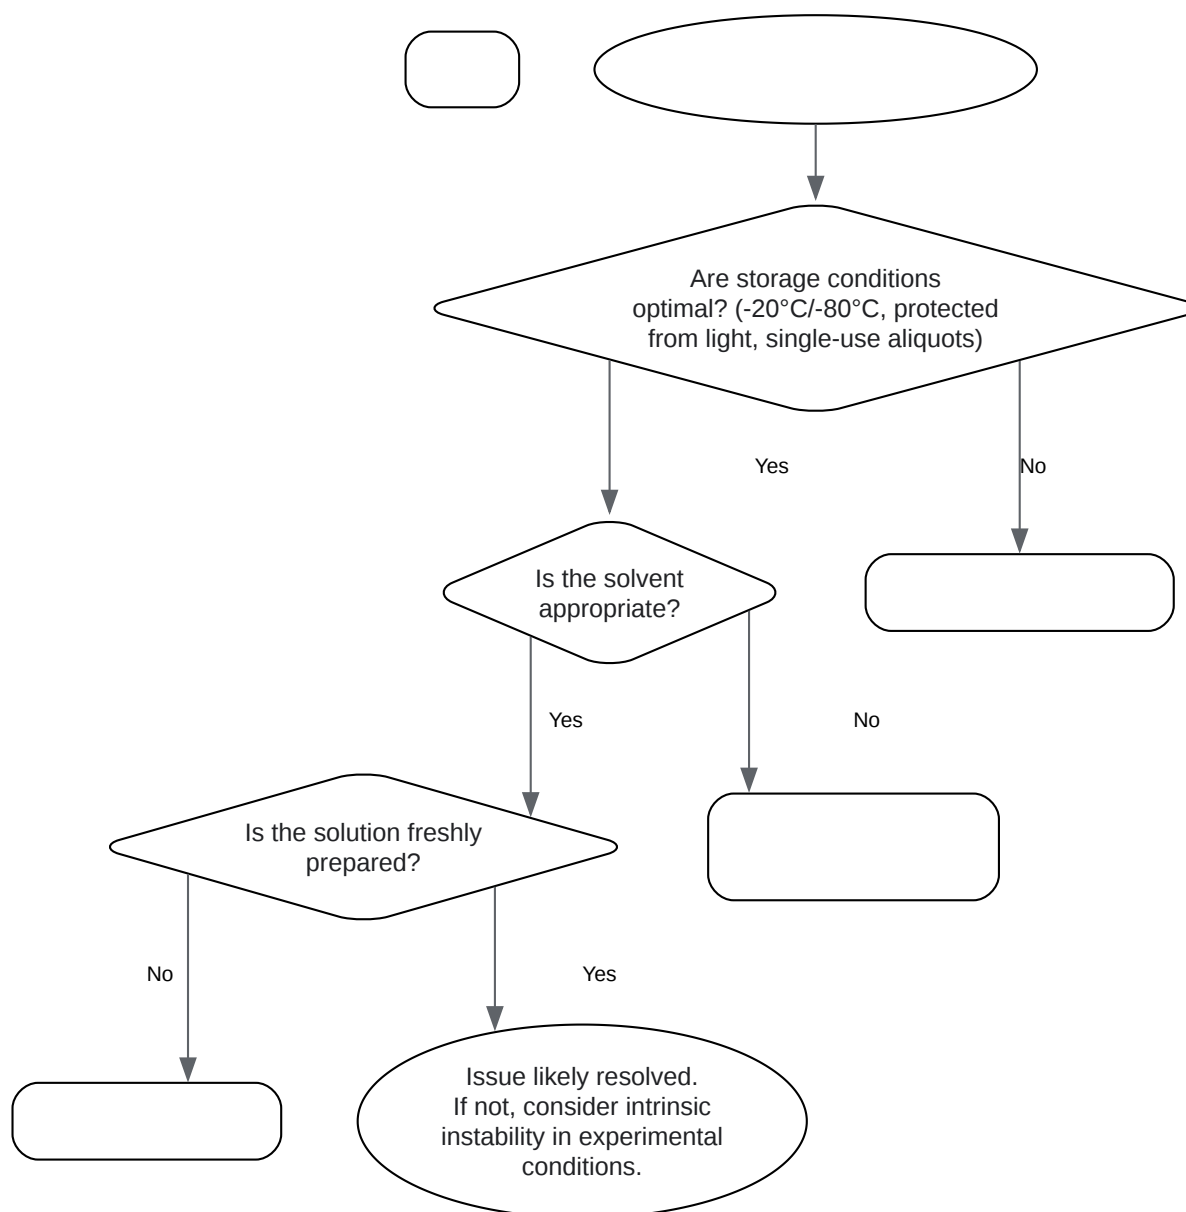 Are storage conditions
optimal? (-20°C/-80°C, protected
from light, single-use aliquots)
Yes
No
Is the solvent
appropriate?
Yes
No
Is the solution freshly
prepared?
No
Yes
Issue likely resolved.
If not, consider intrinsic
instability in experimental
conditions.